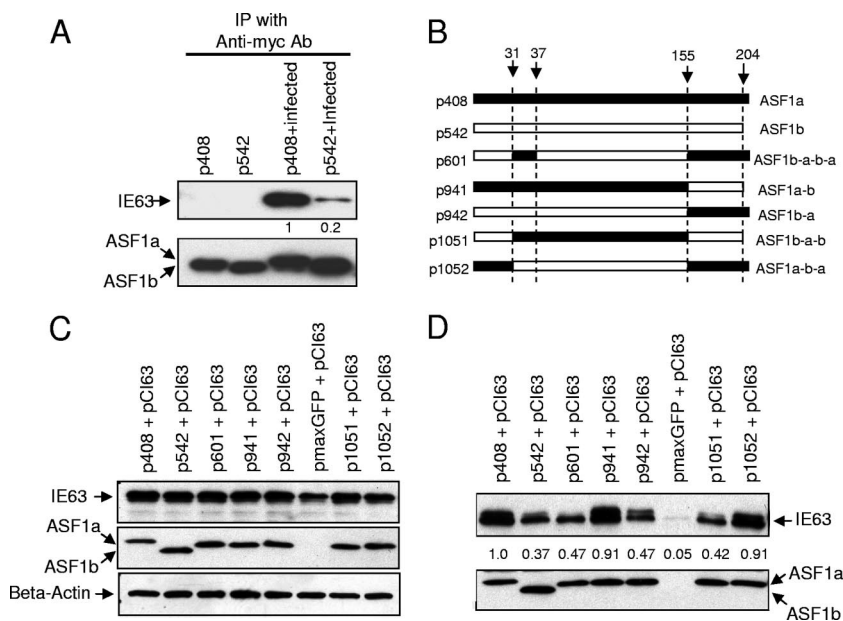 A
IP with
Anti-myc Ab
p408
p542
p408+infected
p542+Infected
IE63
1 0.2
ASF1a
ASF1b
B
31 37 155 204
p408 ASF1a
p542 ASF1b
p601 ASF1b-a-b-a
p941 ASF1a-b
p942 ASF1b-a
p1051 ASF1b-a-b
p1052 ASF1a-b-a
C
p408 + pCI63
p542 + pCI63
p601 + pCI63
p941 + pCI63
p942 + pCI63
pmaxGFP + pCI63
p1051 + pCI63
p1052 + pCI63
IE63
ASF1a
ASF1b
Beta-Actin
D
p408 + pCI63
p542 + pCI63
p601 + pCI63
p941 + pCI63
p942 + pCI63
pmaxGFP + pCI63
p1051 + pCI63
p1052 + pCI63
IE63
1.0 0.37 0.47 0.91 0.47 0.05 0.42 0.91
ASF1a
ASF1b